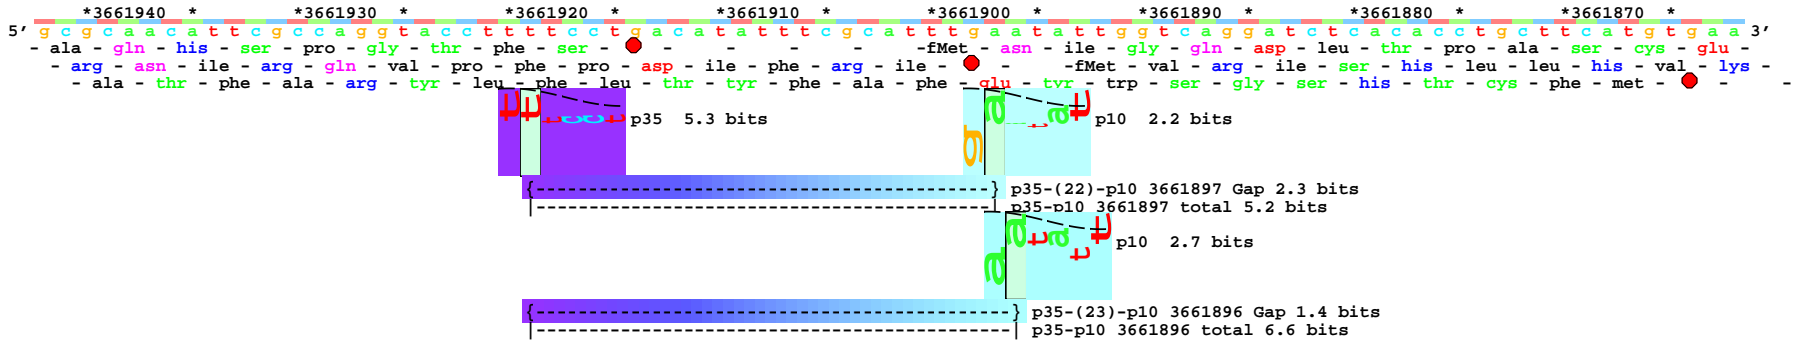 *3661940 * *3661930 * *3661920 * *3661910 * *3661900 * *3661890 * *3661880 * *3661870 *
5' g c g c a a c a t t c g c c a g g t a c c t t t t c c t g a c a t a t t t c g c a t t t g a a t a t t g g t c a g g a t c t c a c a c c t g c t t c a t g t g a a 3'
- ala - gln - his - ser - pro - gly - thr - phe - ser - - - - - -fMet - asn - ile - gly - gln - asp - leu - thr - pro - ala - ser - cys - glu -
- arg - asn - ile - arg - gln - val - pro - phe - pro - asp - ile - phe - arg - ile - - -fMet - val - arg - ile - ser - his - leu - leu - his - val - lys -
- ala - thr - phe - ala - arg - tyr - leu - phe - leu - thr - tyr - phe - ala - phe - glu - tyr - trp - ser - gly - ser - his - thr - cys - phe - met - - -
t t t c c t p35 5.3 bits
g a t t a t p10 2.2 bits
{----------------------} p35-(22)-p10 3661897 Gap 2.3 bits
|----------------------| p35-p10 3661897 total 5.2 bits
a a t a t t p10 2.7 bits
{-----------------------} p35-(23)-p10 3661896 Gap 1.4 bits
|-----------------------| p35-p10 3661896 total 6.6 bits